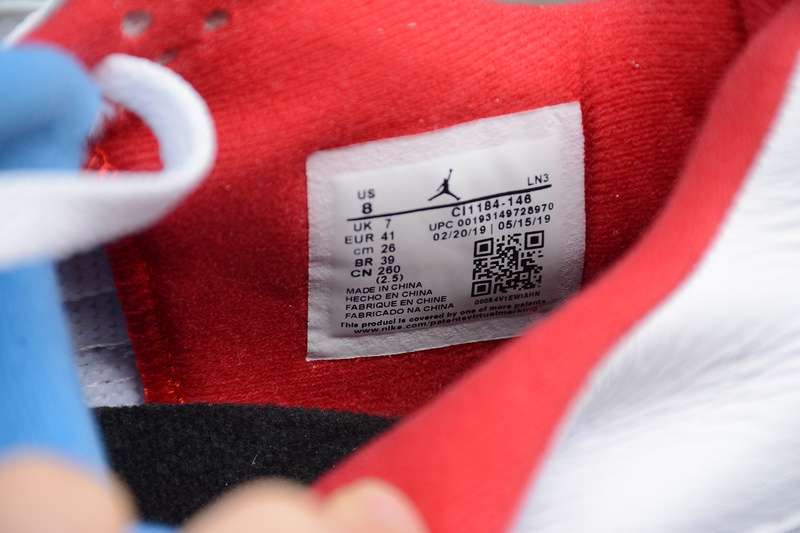 US
8
LN3
UK 7
EUR 41
cm 26
BR 39
CN 260
(2.5)
CI1184-146
UPC 00193149728970
02/20/19 | 05/15/19
MADE IN CHINA
HECHO EN CHINA
FABRIQUE EN CHINE
FABRICADO NA CHINA
This product is covered by one of more patents
www.nike.com/patentsvirtualmarking